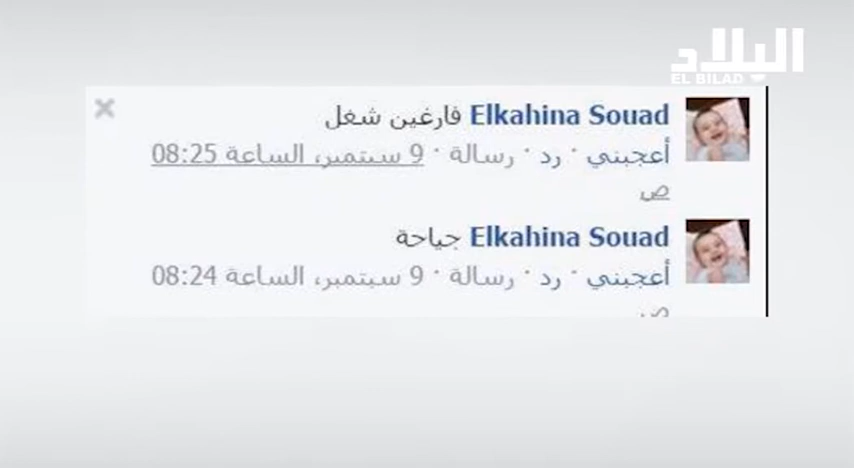 البلاد
EL BILAD
Elkahina Souad فارغين شغل
أعجبني · رد · رسالة · 9 سبتمبر، الساعة 08:25
ص
Elkahina Souad جياحة
أعجبني · رد · رسالة · 9 سبتمبر، الساعة 08:24
ص